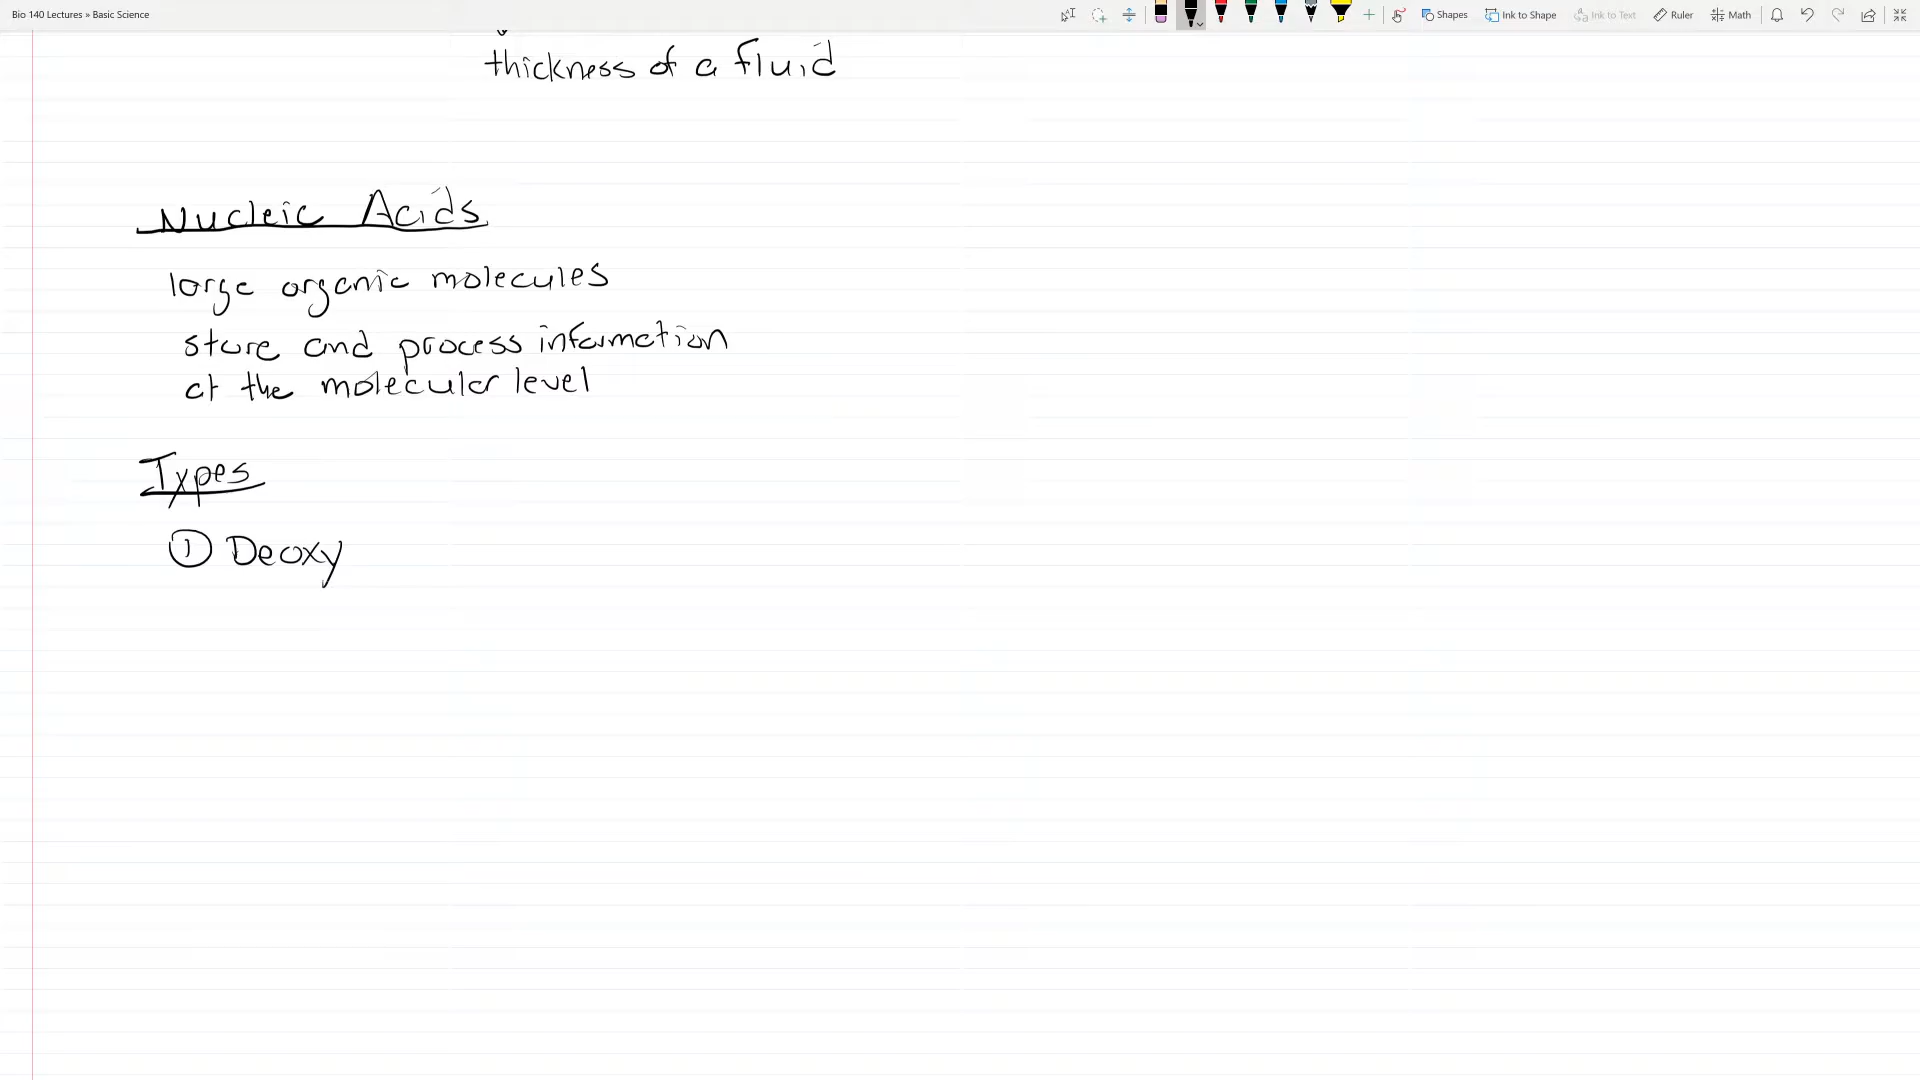 Bio 140 Lectures » Basic Science
Shapes Ink to Shape Ink to Text Ruler Math
thickness of a fluid
Nucleic Acids
large organic molecules
store and process information
at the molecular level
Types
① Deoxy